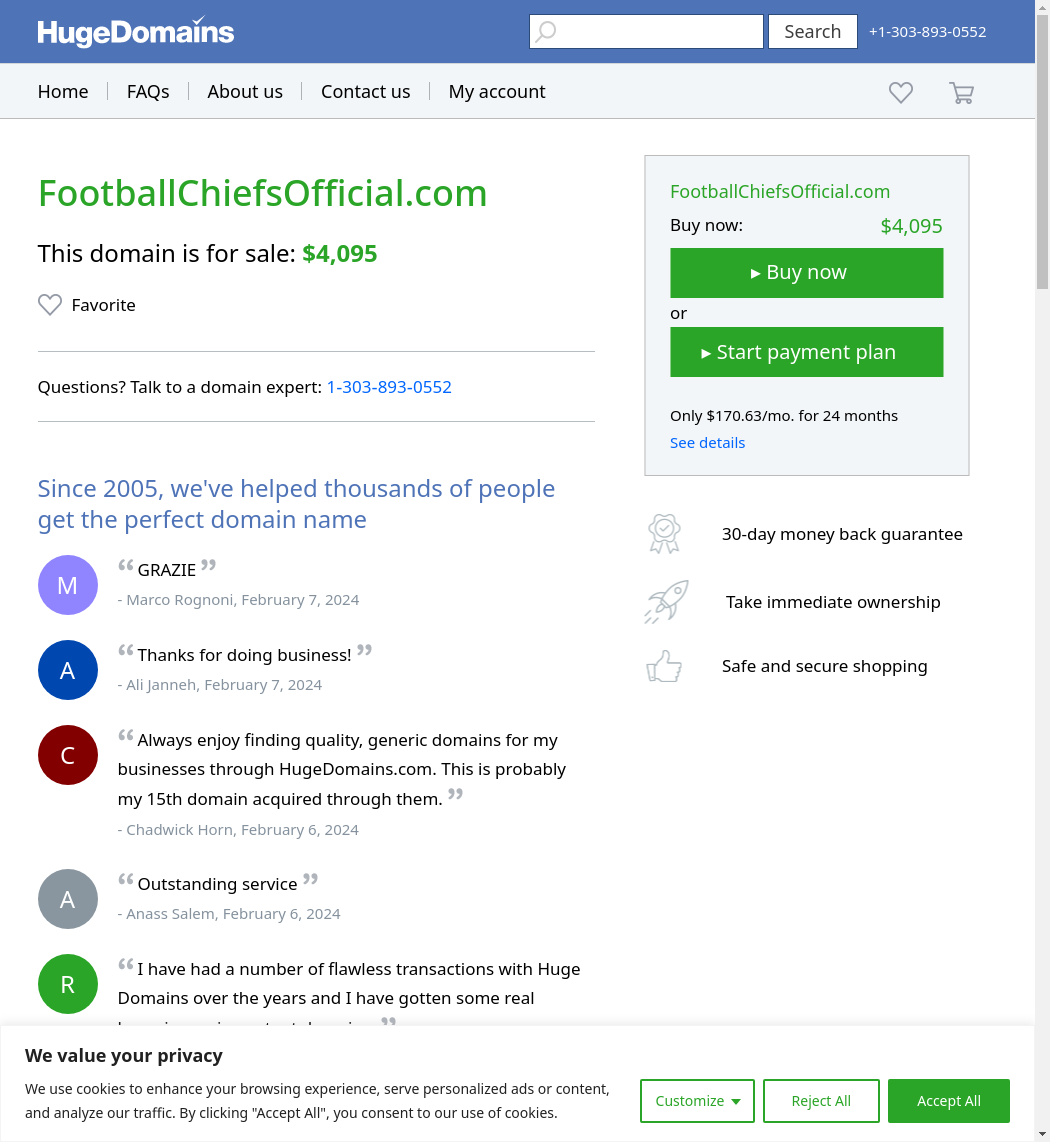 HugeDomains
Search
+1-303-893-0552
Home
FAQs
About us
Contact us
My account
FootballChiefsOfficial.com
This domain is for sale: $4,095
Favorite
Questions? Talk to a domain expert: 1-303-893-0552
Since 2005, we've helped thousands of people
get the perfect domain name
M
“ GRAZIE ”
- Marco Rognoni, February 7, 2024
A
“ Thanks for doing business! ”
- Ali Janneh, February 7, 2024
C
“ Always enjoy finding quality, generic domains for my
businesses through HugeDomains.com. This is probably
my 15th domain acquired through them. ”
- Chadwick Horn, February 6, 2024
A
“ Outstanding service ”
- Anass Salem, February 6, 2024
R
“ I have had a number of flawless transactions with Huge
Domains over the years and I have gotten some real
FootballChiefsOfficial.com
Buy now:
$4,095
▸ Buy now
or
▸ Start payment plan
Only $170.63/mo. for 24 months
See details
30-day money back guarantee
Take immediate ownership
Safe and secure shopping
We value your privacy
We use cookies to enhance your browsing experience, serve personalized ads or content,
and analyze our traffic. By clicking "Accept All", you consent to our use of cookies.
Customize
Reject All
Accept All